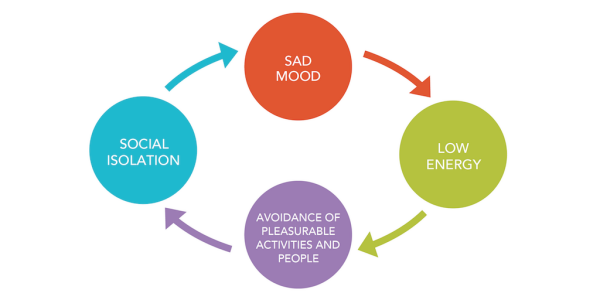 SAD
MOOD
LOW
ENERGY
AVOIDANCE OF
PLEASURABLE
ACTIVITIES AND
PEOPLE
SOCIAL
ISOLATION